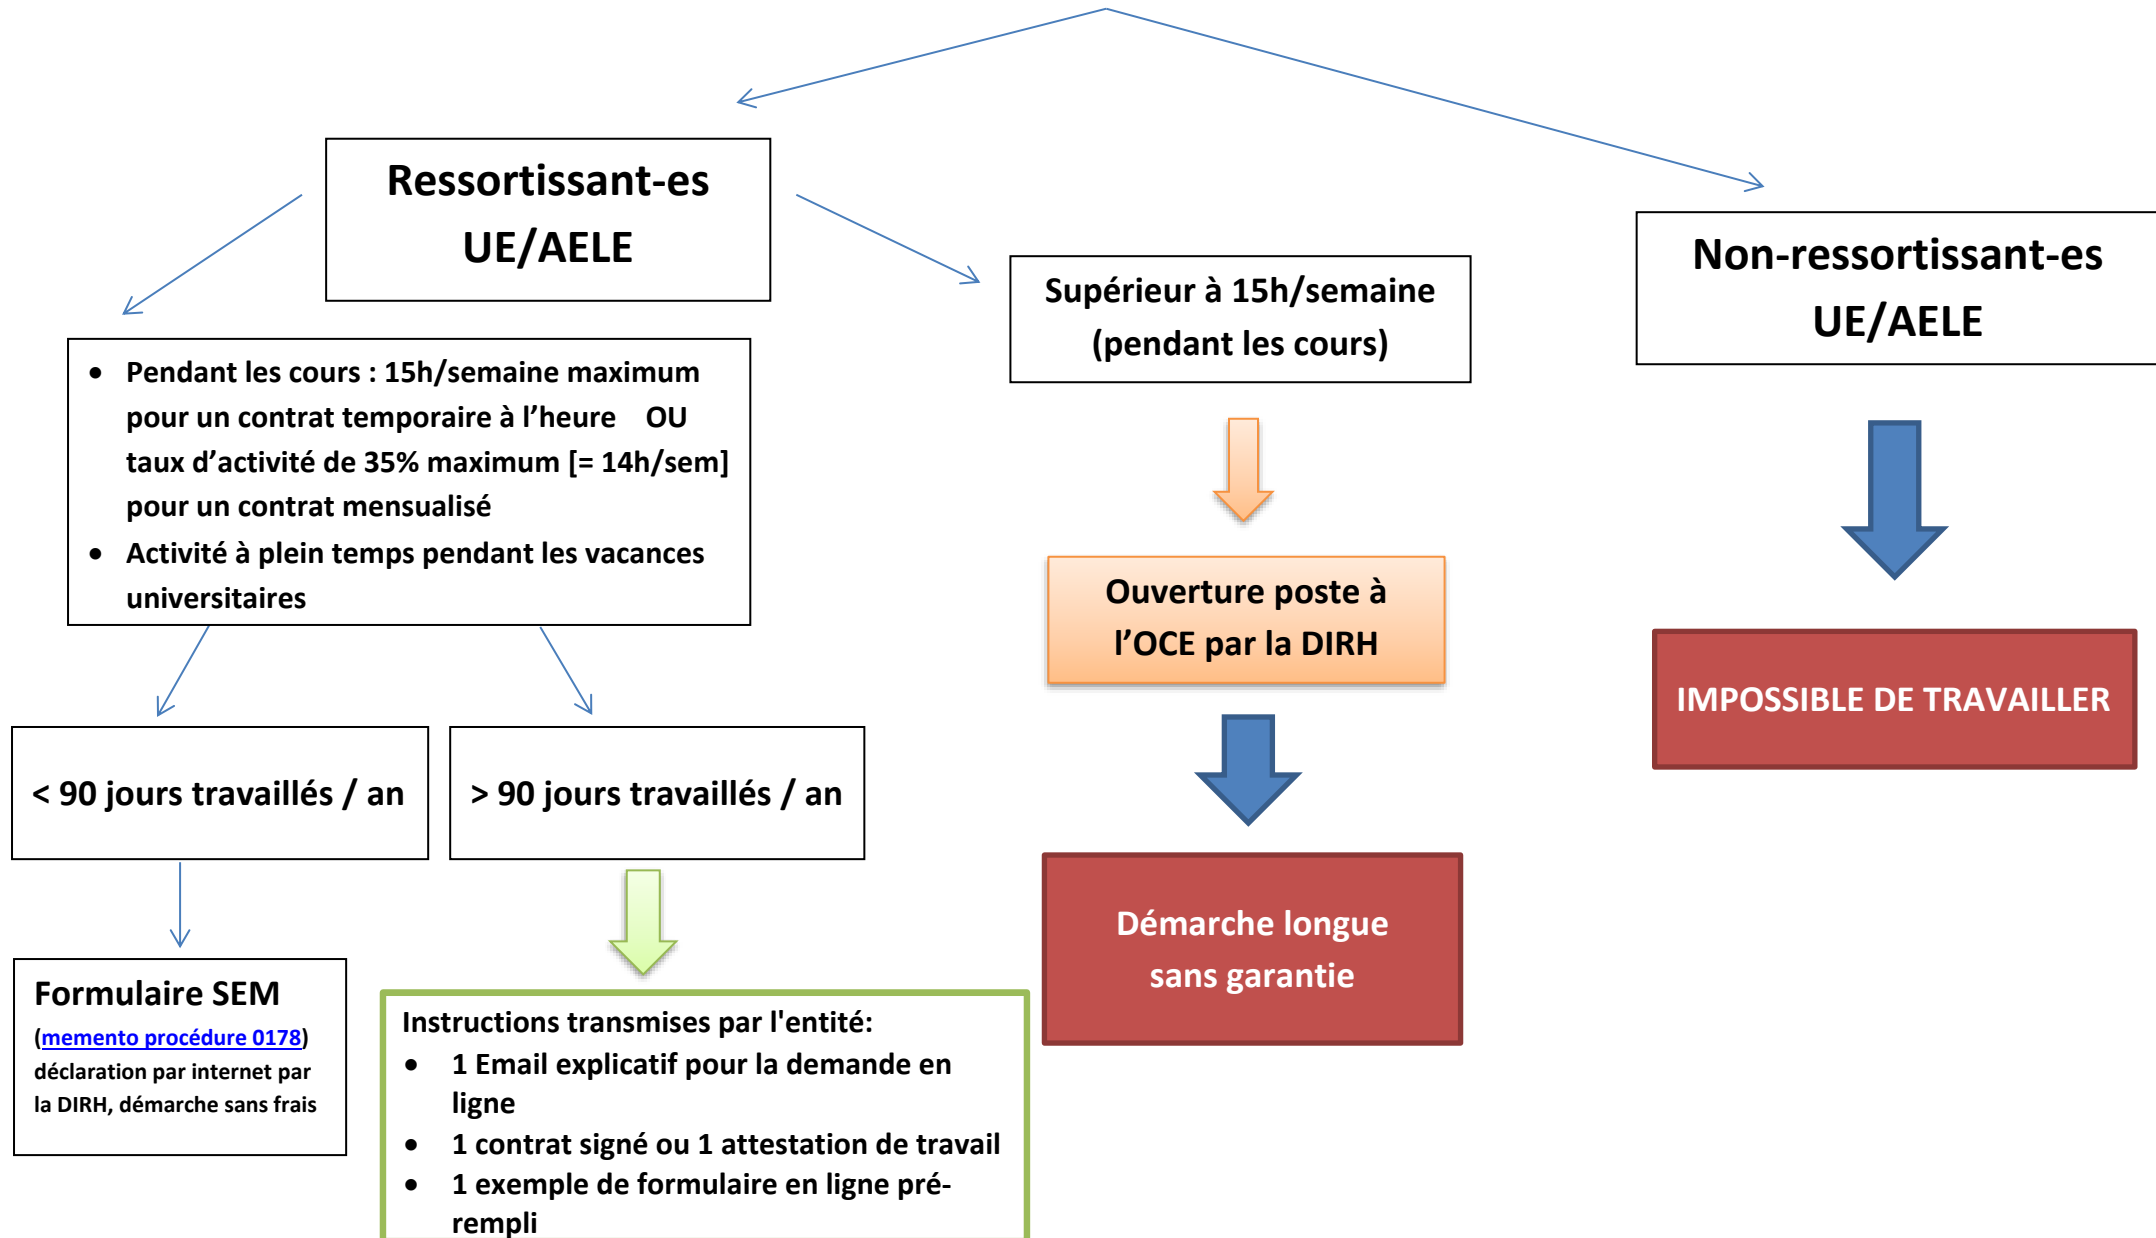 Ressortissant-es
UE/AELE
Non-ressortissant-es
UE/AELE
Supérieur à 15h/semaine
(pendant les cours)
• Pendant les cours : 15h/semaine maximum
pour un contrat temporaire à l’heure OU
taux d’activité de 35% maximum [= 14h/sem]
pour un contrat mensualisé
• Activité à plein temps pendant les vacances
universitaires
Ouverture poste à
l’OCE par la DIRH
IMPOSSIBLE DE TRAVAILLER
< 90 jours travaillés / an
> 90 jours travaillés / an
Démarche longue
sans garantie
Formulaire SEM
(memento procédure 0178)
déclaration par internet par
la DIRH, démarche sans frais
Instructions transmises par l'entité:
• 1 Email explicatif pour la demande en
ligne
• 1 contrat signé ou 1 attestation de travail
• 1 exemple de formulaire en ligne pré-
rempli